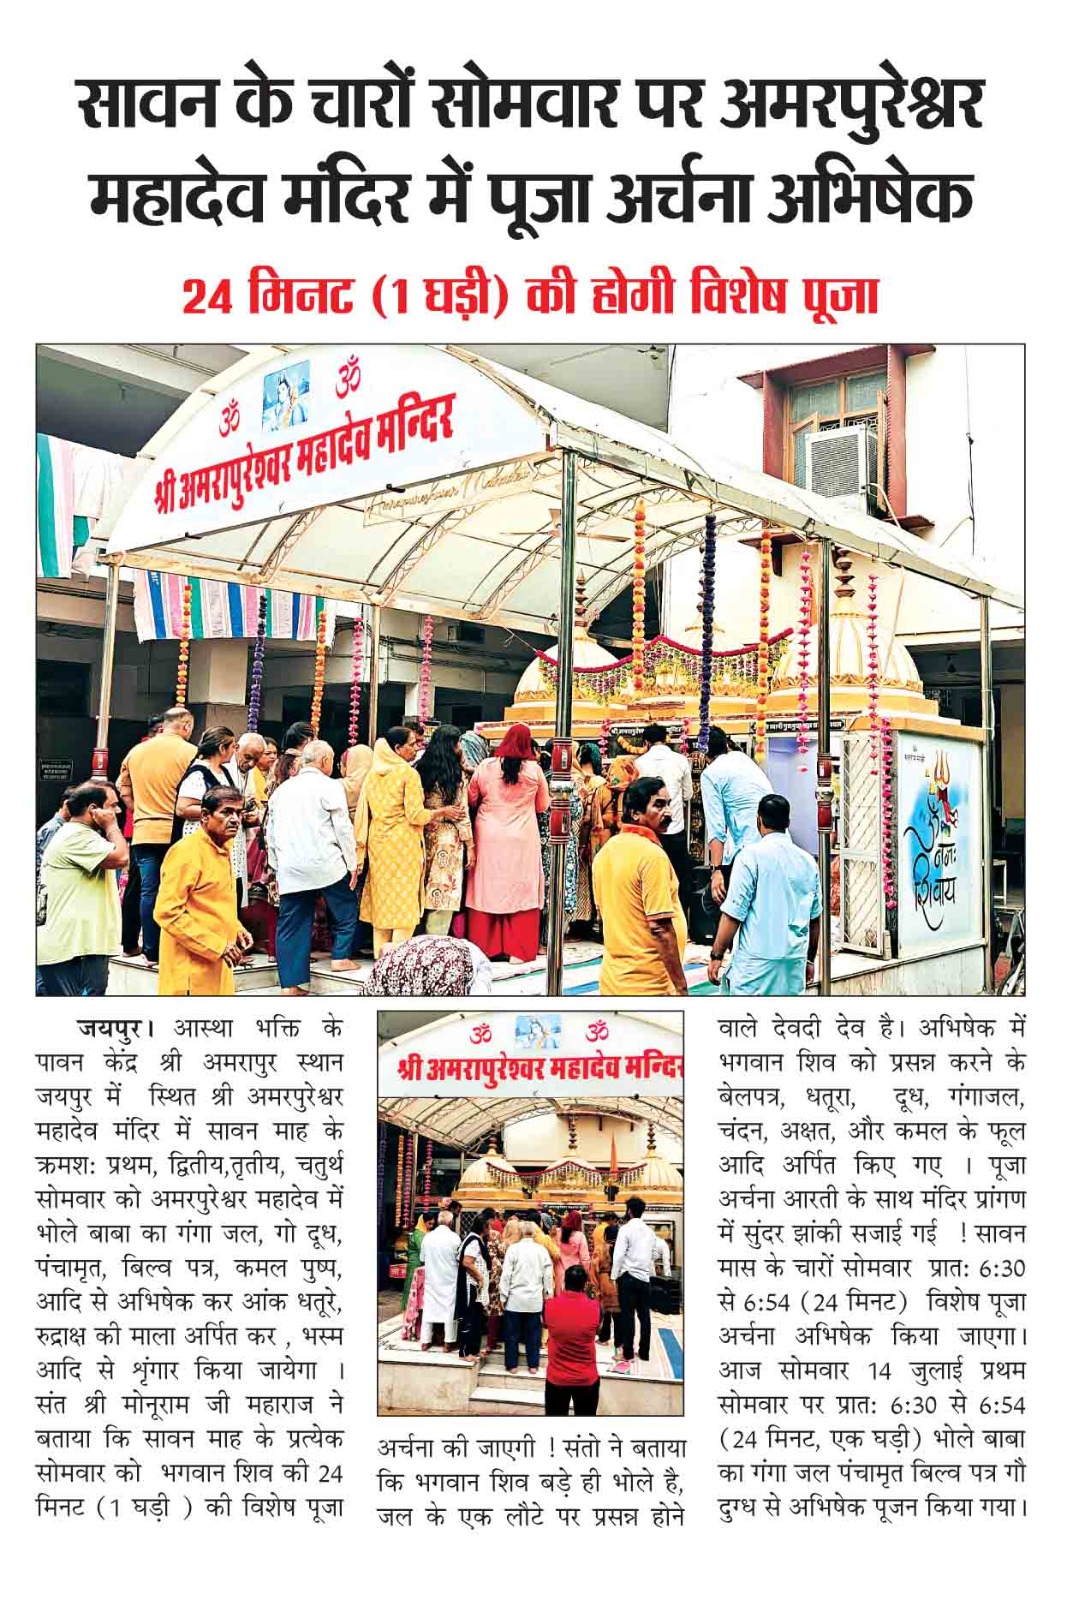 सावन के चारों सोमवार पर अमरपुरेश्वर
महादेव मंदिर में पूजा अर्चना अभिषेक
24 मिनट (1 घड़ी) की होगी विशेष पूजा
ॐ ॐ
श्री अमरापुरेश्वर महादेव मन्दिर
Amrapureshwar Mahadev
ॐ नमः
शिवाय
जयपुर। आस्था भक्ति के
पावन केंद्र श्री अमरापुर स्थान
जयपुर में स्थित श्री अमरपुरेश्वर
महादेव मंदिर में सावन माह के
क्रमश: प्रथम, द्वितीय,तृतीय, चतुर्थ
सोमवार को अमरपुरेश्वर महादेव में
भोले बाबा का गंगा जल, गो दूध,
पंचामृत, बिल्व पत्र, कमल पुष्प,
आदि से अभिषेक कर आंक धतूरे,
रुद्राक्ष की माला अर्पित कर , भस्म
आदि से शृंगार किया जायेगा ।
संत श्री मोनूराम जी महाराज ने
बताया कि सावन माह के प्रत्येक
सोमवार को भगवान शिव की 24
मिनट (1 घड़ी ) की विशेष पूजा
ॐ ॐ
श्री अमरापुरेश्वर महादेव मन्दिर
अर्चना की जाएगी ! संतो ने बताया
कि भगवान शिव बड़े ही भोले है,
जल के एक लौटे पर प्रसन्न होने
वाले देवदी देव है। अभिषेक में
भगवान शिव को प्रसन्न करने के
बेलपत्र, धतूरा, दूध, गंगाजल,
चंदन, अक्षत, और कमल के फूल
आदि अर्पित किए गए । पूजा
अर्चना आरती के साथ मंदिर प्रांगण
में सुंदर झांकी सजाई गई ! सावन
मास के चारों सोमवार प्रात: 6:30
से 6:54 (24 मिनट) विशेष पूजा
अर्चना अभिषेक किया जाएगा।
आज सोमवार 14 जुलाई प्रथम
सोमवार पर प्रात: 6:30 से 6:54
(24 मिनट, एक घड़ी) भोले बाबा
का गंगा जल पंचामृत बिल्व पत्र गौ
दुग्ध से अभिषेक पूजन किया गया।